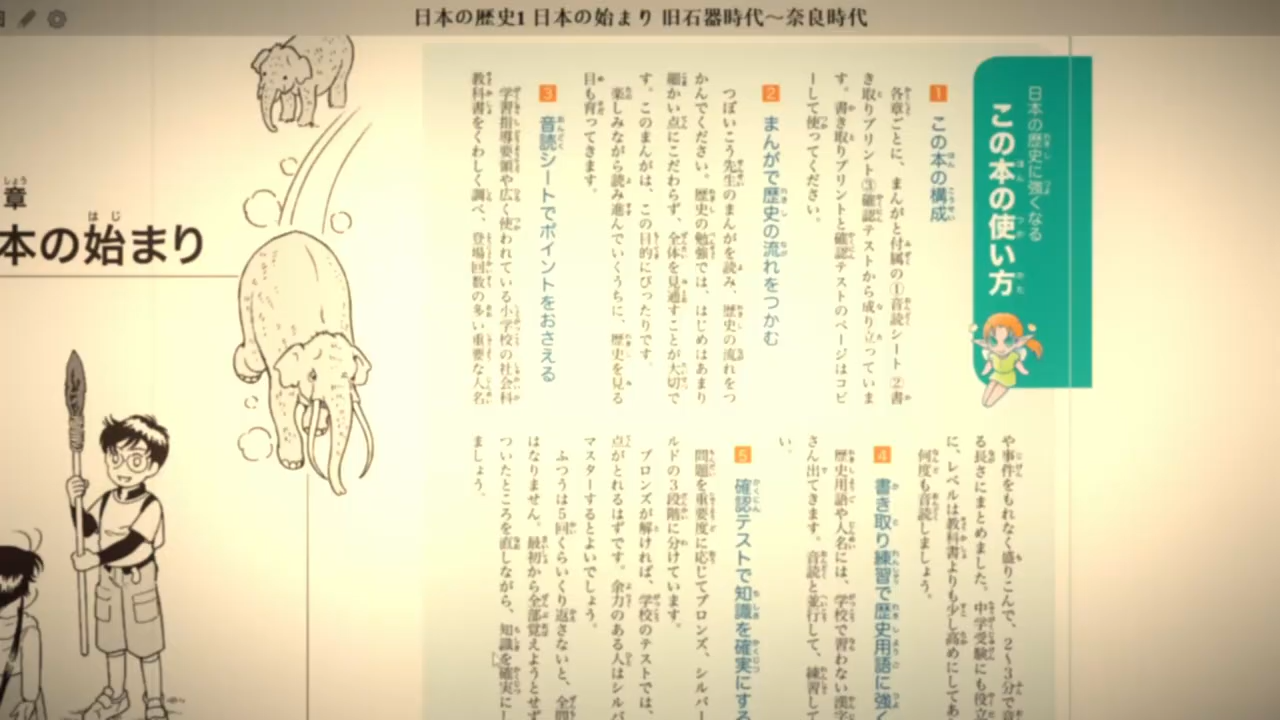 日本の歴史1 日本の始まり 旧石器時代～奈良時代
日本の歴史に強くなる
この本の使い方
1 この本の構成
各章ごとに、まんがと付属の①音読シート ②書
き取りプリント③確認テストから成り立っていま
す。書き取りプリントと確認テストのページはコピ
ーして使ってください。
2 まんがで歴史の流れをつかむ
つぼいこう先生のまんがを読み、歴史の流れをつ
かんでください。歴史の勉強では、はじめはあまり
細かい点にこだわらず、全体を見通すことが大切で
す。このまんがは、この目的にぴったりです。
楽しみながら読み進んでいくうちに、歴史を見る
目も育ってきます。
3 音読シートでポイントをおさえる
学習指導要領や広く使われている小学校の社会科
教科書をくわしく調べ、登場回数の多い重要な人名
や事件をもれなく盛りこんで、2～3分で音
る長さにまとめました。中学受験にも役立
に、レベルは教科書よりも少し高めにしてあ
何度も音読しましょう。
4 書き取り練習で歴史用語に強く
歴史用語や人名には、学校で習わない漢字
さん出てきます。音読と並行して、練習して
い。
5 確認テストで知識を確実にする
問題を重要度に応じてブロンズ、シルバー
ルドの3段階に分けています。
ブロンズが解ければ、学校のテストでは、
点がとれるはずです。余力のある人はシルバ
マスターするとよいでしょう。
ふつうは5回くらいくり返さないと、全問
はなりません。最初から全部覚えようとせず
ついたところを直しながら、知識を確実にし
ましょう。
章
本の始まり